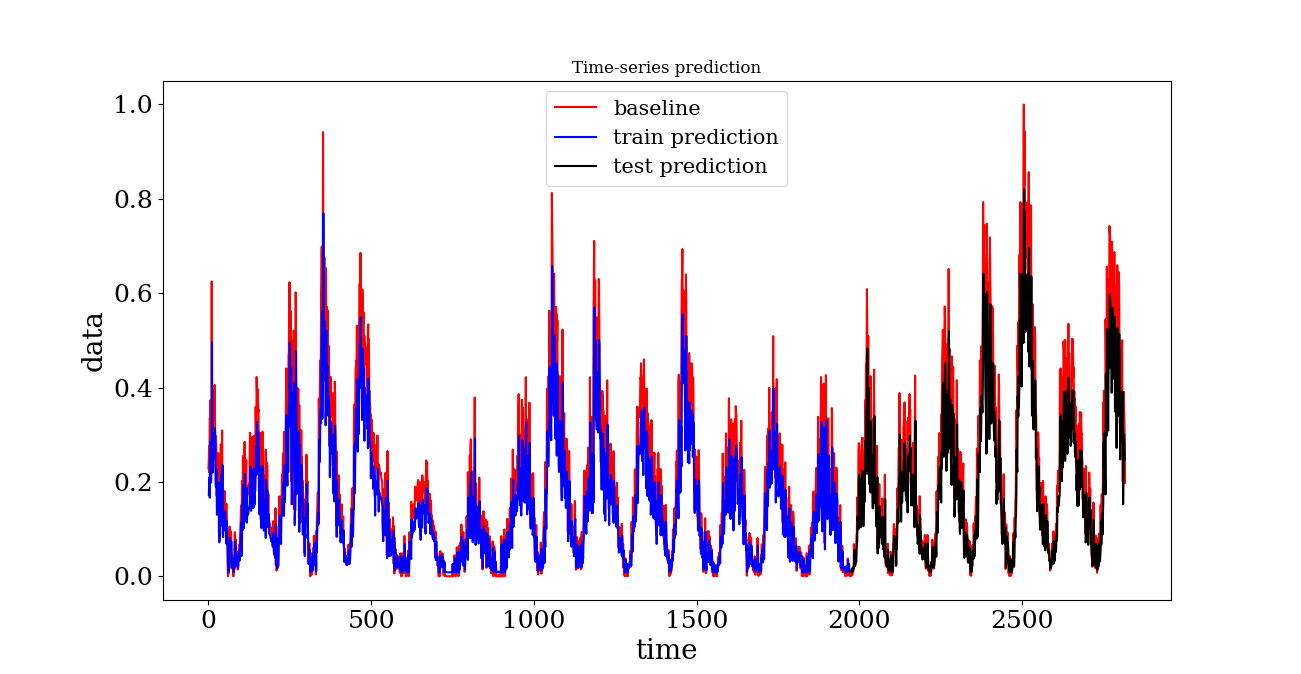 Time-series prediction
baseline
train prediction
test prediction
1.0
0.8
0.6
0.4
0.2
0.0
data
0 500 1000 1500 2000 2500
time